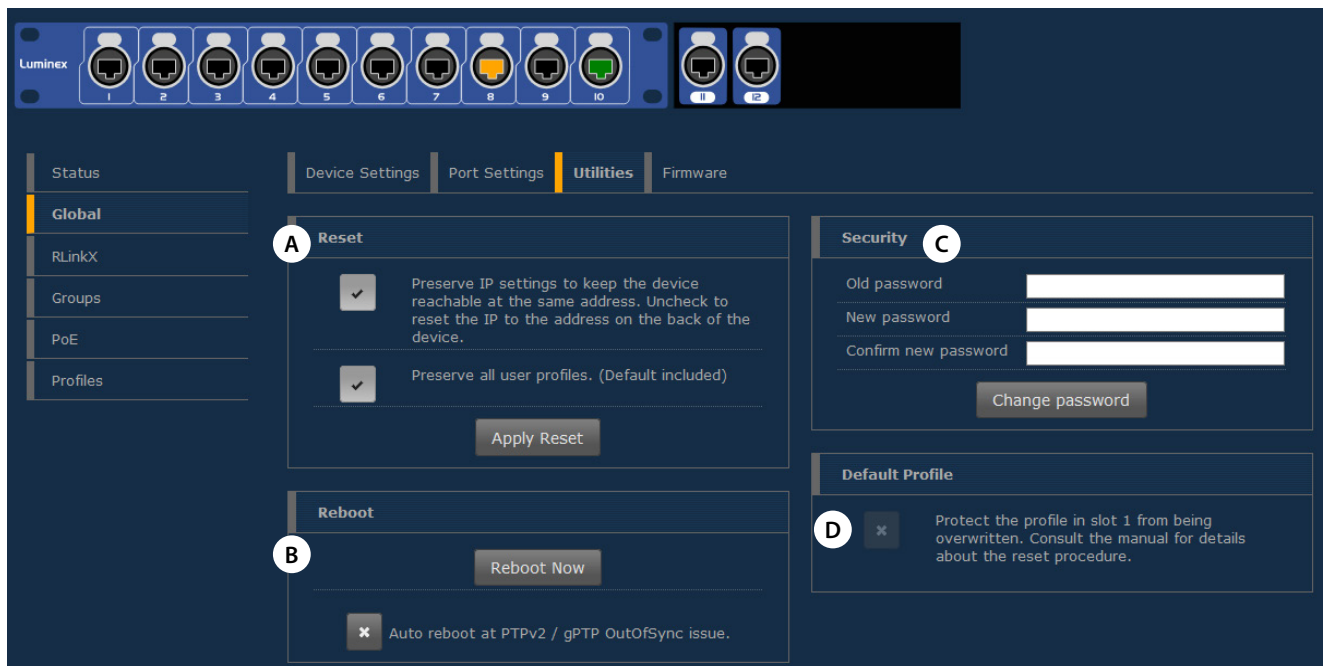 Luminex
1 2 3 4 5 6 7 8 9 10 11 12
Status
Global
RLinkX
Groups
PoE
Profiles
Device Settings Port Settings Utilities Firmware
A Reset
Preserve IP settings to keep the device
reachable at the same address. Uncheck to
reset the IP to the address on the back of the
device.
Preserve all user profiles. (Default included)
Apply Reset
Reboot
B
Reboot Now
Auto reboot at PTPv2 / gPTP OutOfSync issue.
Security C
Old password
New password
Confirm new password
Change password
Default Profile
D
Protect the profile in slot 1 from being
overwritten. Consult the manual for details
about the reset procedure.